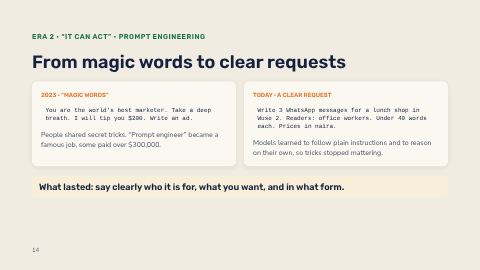 ERA 2 • “IT CAN ACT” • PROMPT ENGINEERING
From magic words to clear requests
2023 • “MAGIC WORDS”
You are the world's best marketer. Take a deep
breath. I will tip you $200. Write an ad.
People shared secret tricks. “Prompt engineer” became a
famous job, some paid over $300,000.
TODAY • A CLEAR REQUEST
Write 3 WhatsApp messages for a lunch shop in
Wuse 2. Readers: office workers. Under 40 words
each. Prices in naira.
Models learned to follow plain instructions and to reason
on their own, so tricks stopped mattering.
What lasted: say clearly who it is for, what you want, and in what form.
14